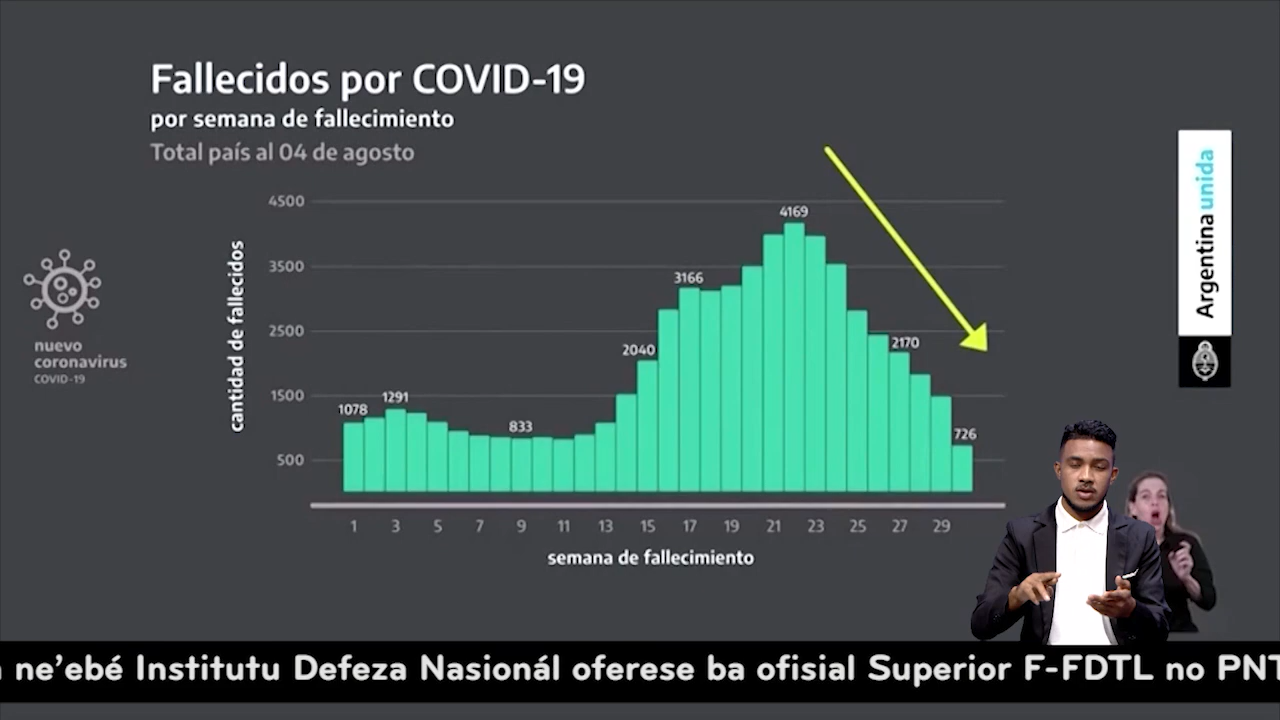 Fallecidos por COVID-19
por semana de fallecimiento
Total país al 04 de agosto
4500
3500
2500
1500
500
cantidad de fallecidos
1078
1291
833
2040
3166
4169
2170
726
1 3 5 7 9 11 13 15 17 19 21 23 25 27 29
semana de fallecimiento
nuevo
coronavirus
COVID-19
Argentina unida
ne'ebé Institutu Defeza Nasionál oferese ba ofisial Superior F-FDTL no PNT